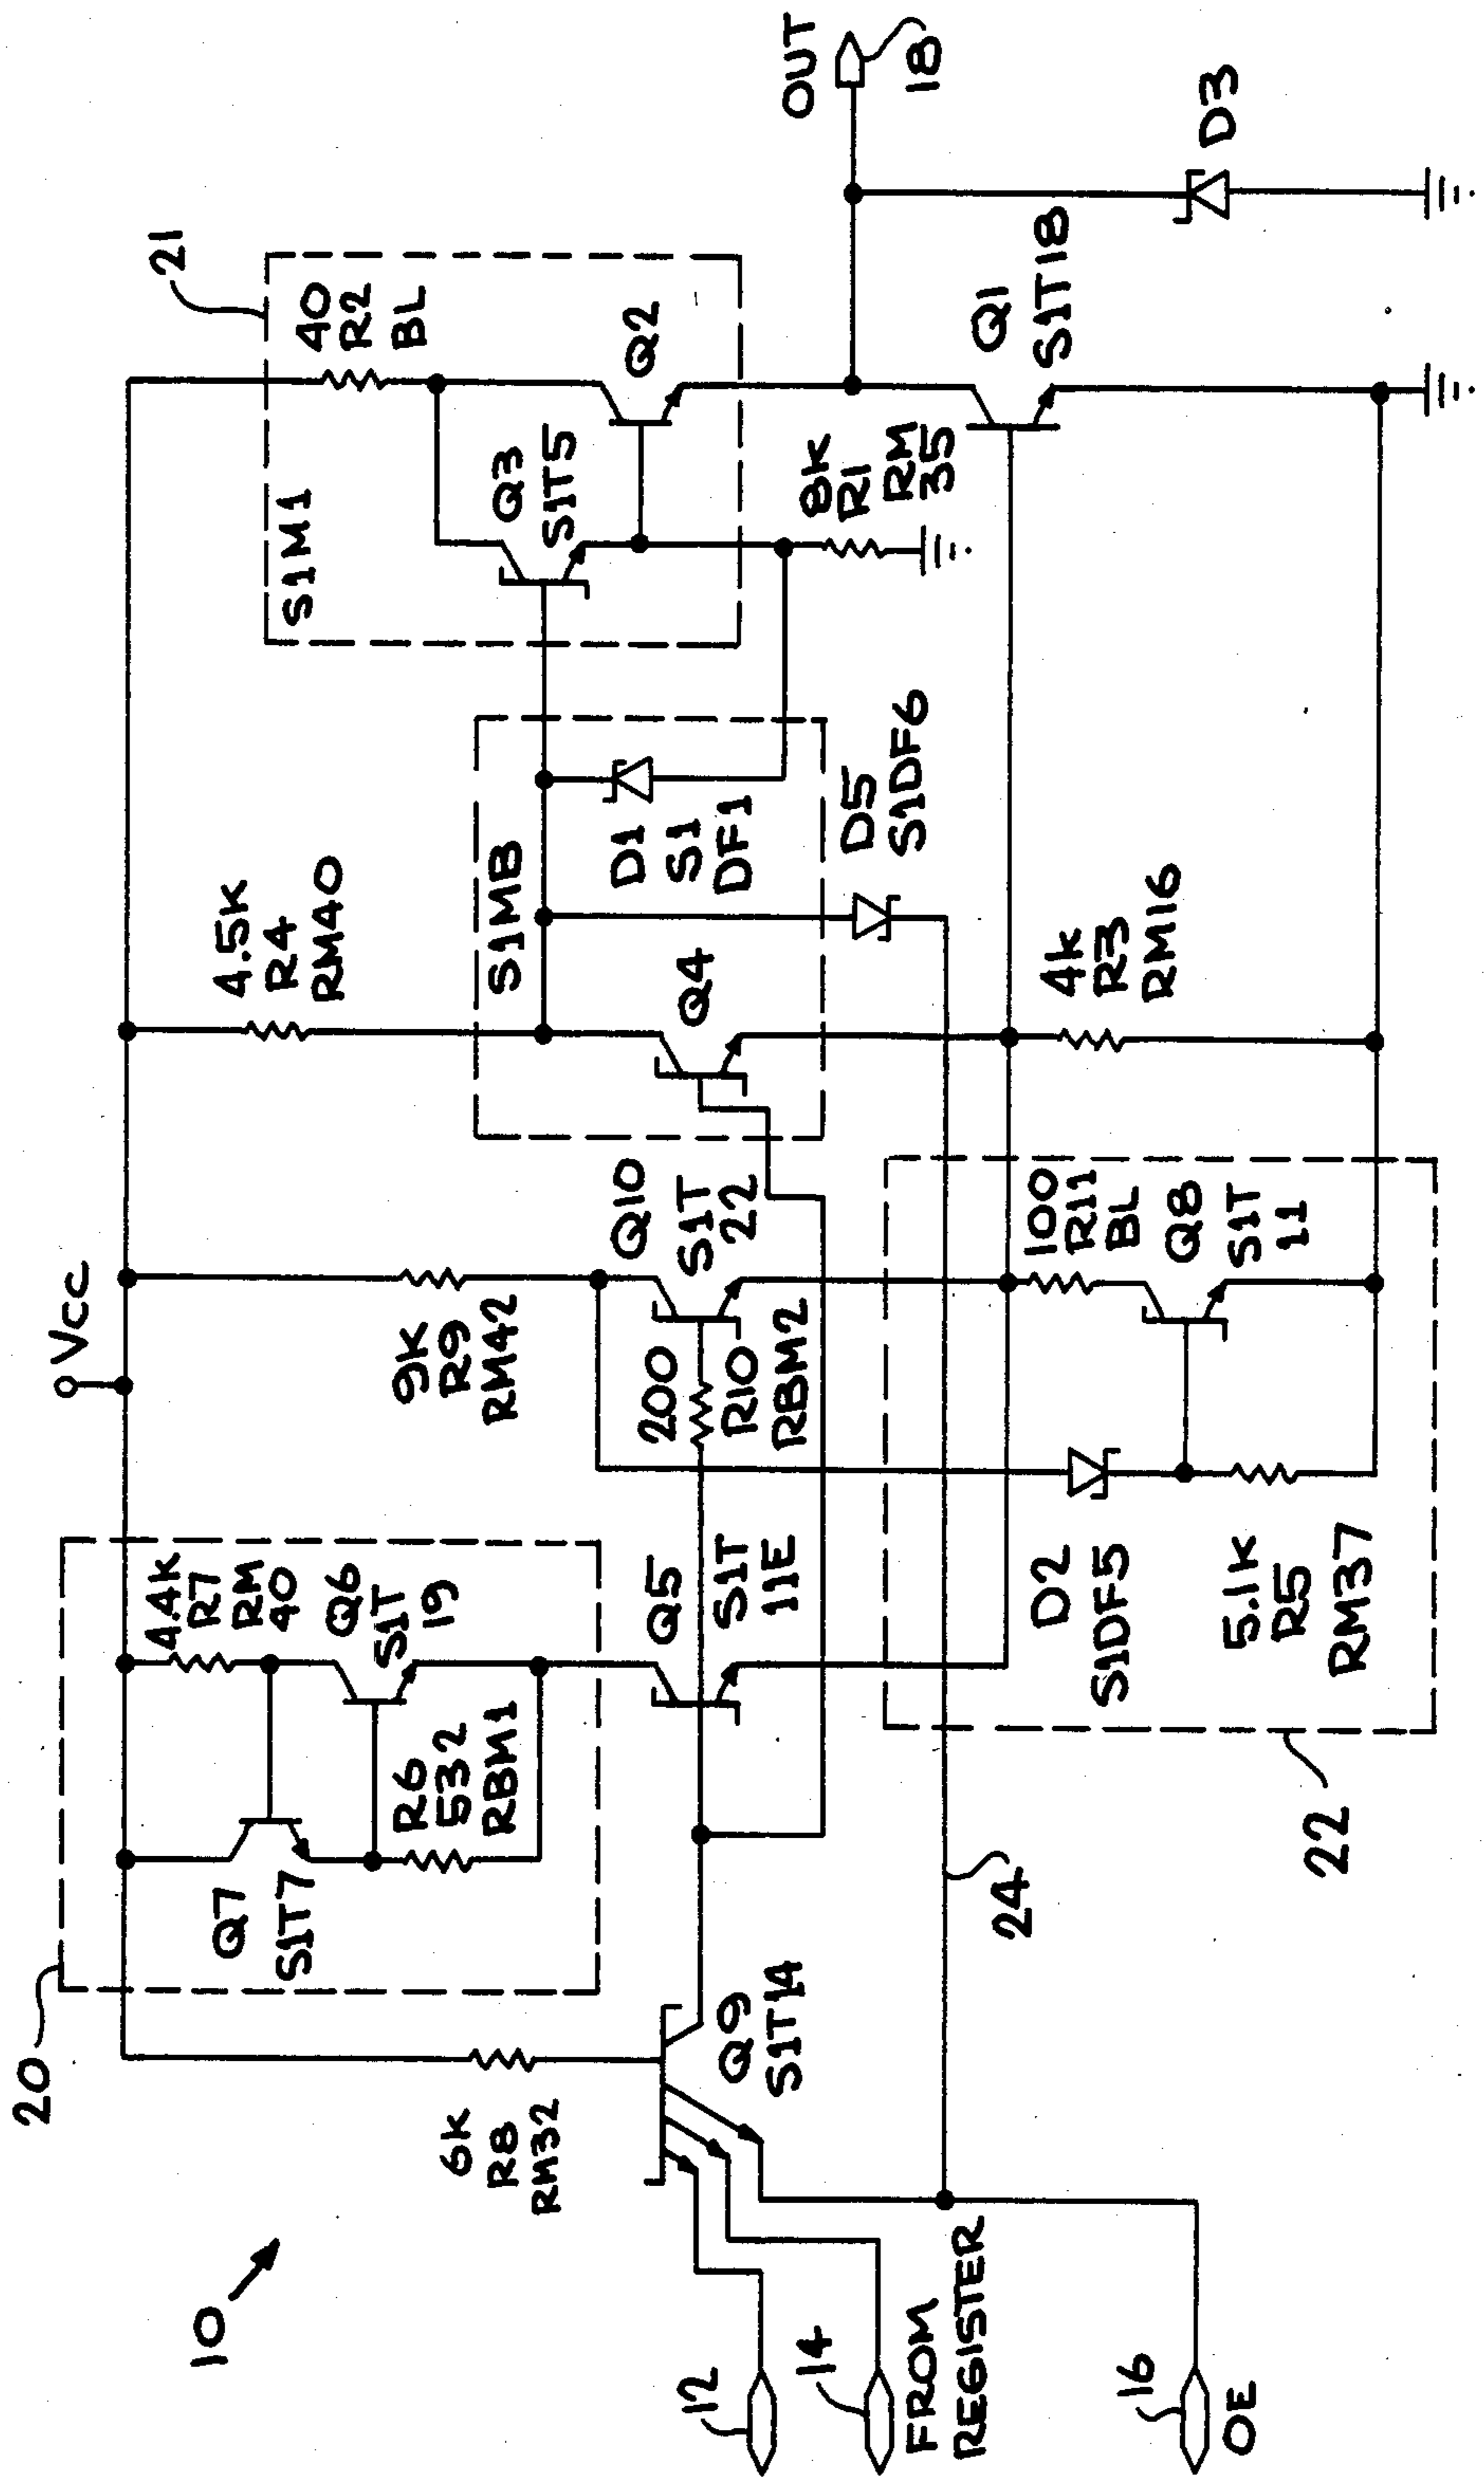 10
20
Vcc
21
4.4K
R7
RM
40
Q6
S1T
19
Q7
S1T7
R6
532
RBM1
6K
R8
RM32
Q9
S1T14
Q5
S1T
11E
9K
R9
RM42
Q10
S1T
22
200
R10
RBM2
4.5K
R4
RM40
S1MB
Q4
D1
S1
DF1
D5
S1DF6
S1M1
40
R2
BL
Q3
S1T5
Q2
8K
R1
RM
35
OUT
18
Q1
S1T18
D3
4K
R3
RM16
100
R11
BL
Q8
S1T
11
D2
S1DF5
5.1K
R5
RM37
22
24
12
14
FROM
REGISTER
16
OE